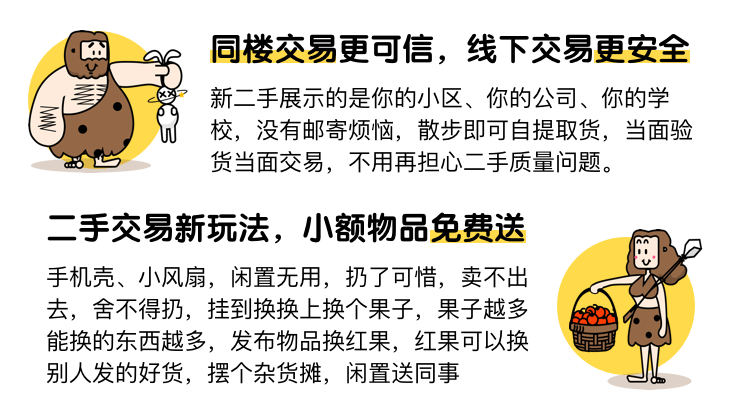 同楼交易更可信，线下交易更安全
新二手展示的是你的小区、你的公司、你的学
校，没有邮寄烦恼，散步即可自提取货，当面验
货当面交易，不用再担心二手质量问题。
二手交易新玩法，小额物品免费送
手机壳、小风扇，闲置无用，扔了可惜，卖不出
去，舍不得扔，挂到换换上换个果子，果子越多
能换的东西越多，发布物品换红果，红果可以换
别人发的好货，摆个杂货摊，闲置送同事